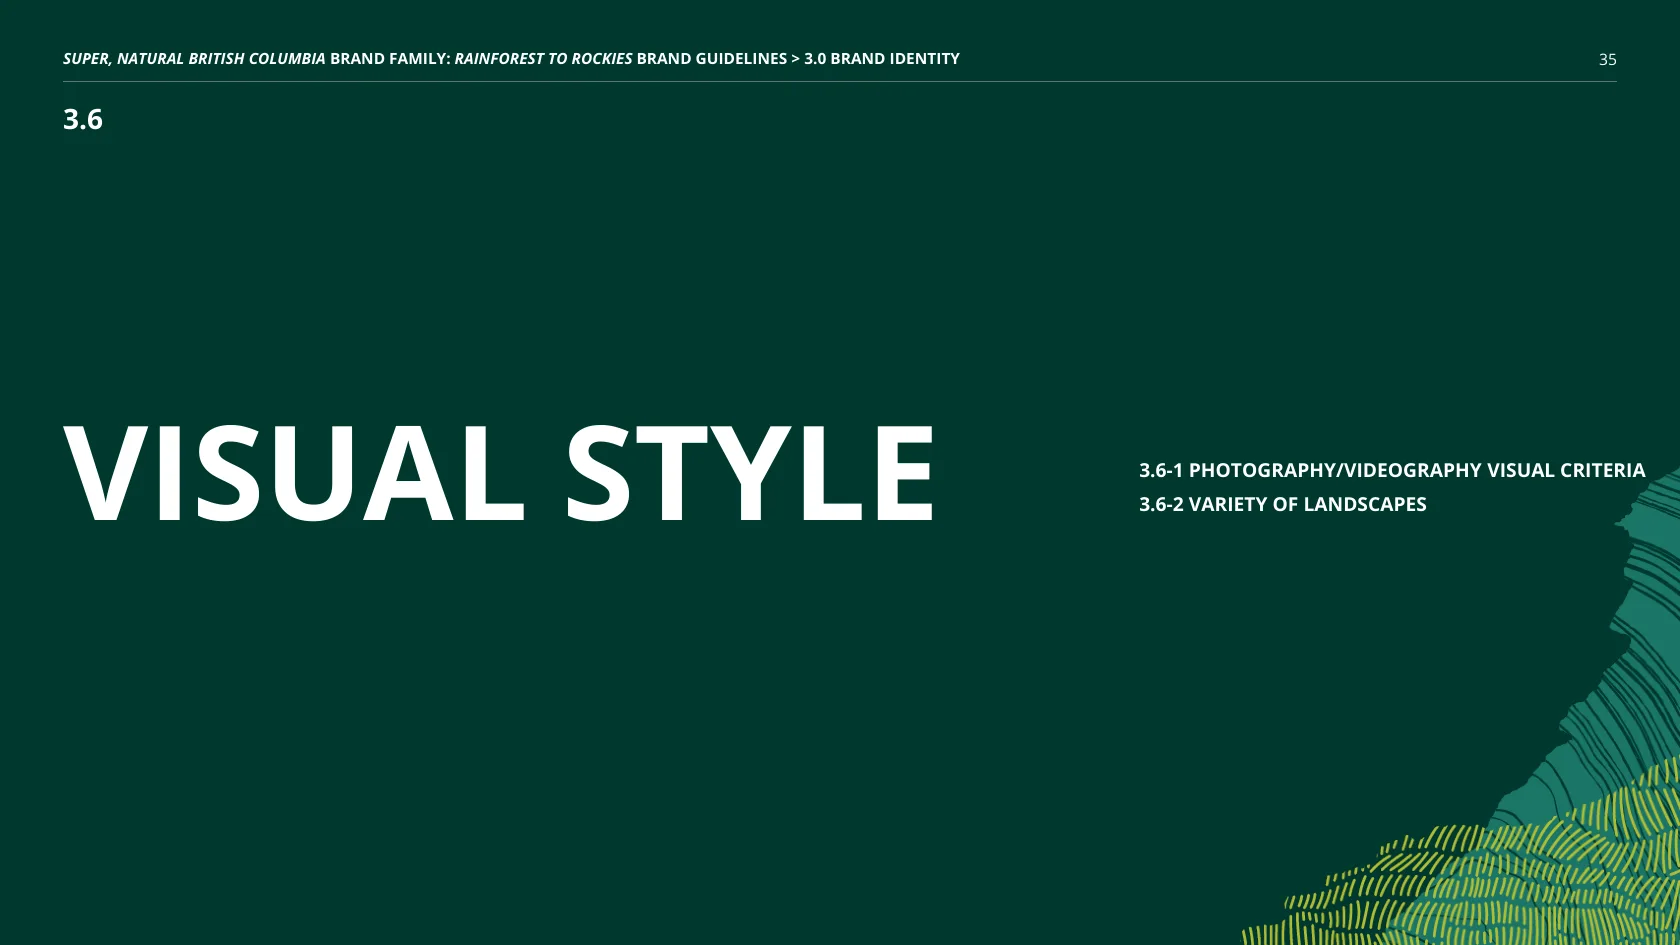 SUPER, NATURAL BRITISH COLUMBIA BRAND FAMILY: RAINFOREST TO ROCKIES BRAND GUIDELINES > 3.0 BRAND IDENTITY
35
3.6
VISUAL STYLE
3.6-1 PHOTOGRAPHY/VIDEOGRAPHY VISUAL CRITERIA
3.6-2 VARIETY OF LANDSCAPES